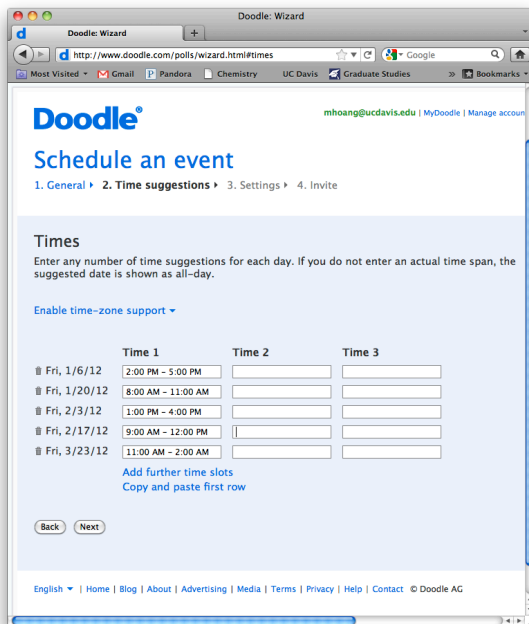 Doodle: Wizard
d Doodle: Wizard +
d http://www.doodle.com/polls/wizard.html#times Google
Most Visited Gmail P Pandora Chemistry UC Davis Graduate Studies » Bookmarks
Doodle®
mhoang@ucdavis.edu | MyDoodle | Manage accoun
Schedule an event
1. General 2. Time suggestions 3. Settings 4. Invite
Times
Enter any number of time suggestions for each day. If you do not enter an actual time span, the
suggested date is shown as all-day.
Enable time-zone support
Time 1 Time 2 Time 3
Fri, 1/6/12 2:00 PM – 5:00 PM
Fri, 1/20/12 8:00 AM – 11:00 AM
Fri, 2/3/12 1:00 PM – 4:00 PM
Fri, 2/17/12 9:00 AM – 12:00 PM
Fri, 3/23/12 11:00 AM – 2:00 AM
Add further time slots
Copy and paste first row
Back Next
English | Home | Blog | About | Advertising | Media | Terms | Privacy | Help | Contact © Doodle AG